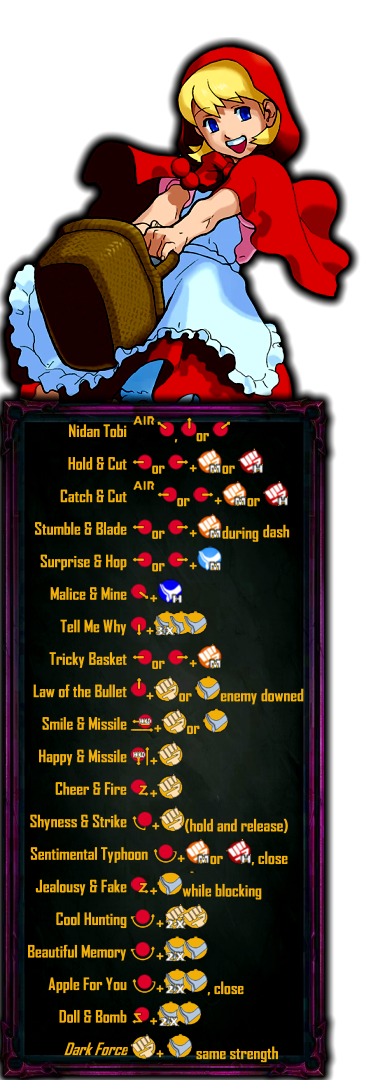 Nidan Tobi AIR , or
Hold & Cut or + M or H
Catch & Cut AIR or + M or H
Stumble & Blade or + M during dash
Surprise & Hop or + M
Malice & Mine + H
Tell Me Why + 3X
Tricky Basket or + M
Law of the Bullet + or enemy downed
Smile & Missile HOLD + or
Happy & Missile HOLD +
Cheer & Fire Z +
Shyness & Strike + (hold and release)
Sentimental Typhoon + M or H , close
Jealousy & Fake Z + while blocking
Cool Hunting + 2X
Beautiful Memory + 2X
Apple For You + 2X , close
Doll & Bomb + 2X
Dark Force + same strength